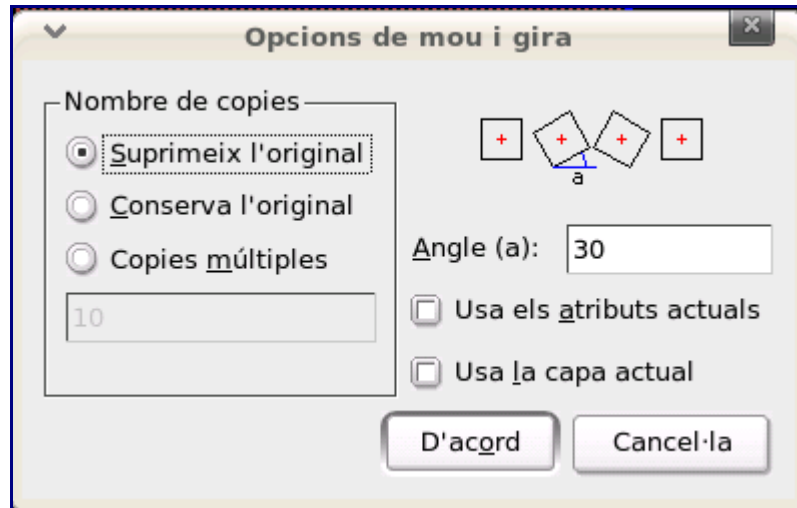 Opcions de mou i gira
Nombre de copies
Suprimeix l'original
Conserva l'original
Copies múltiples
10
a
Angle (a): 30
Usa els atributs actuals
Usa la capa actual
D'acord Cancel·la